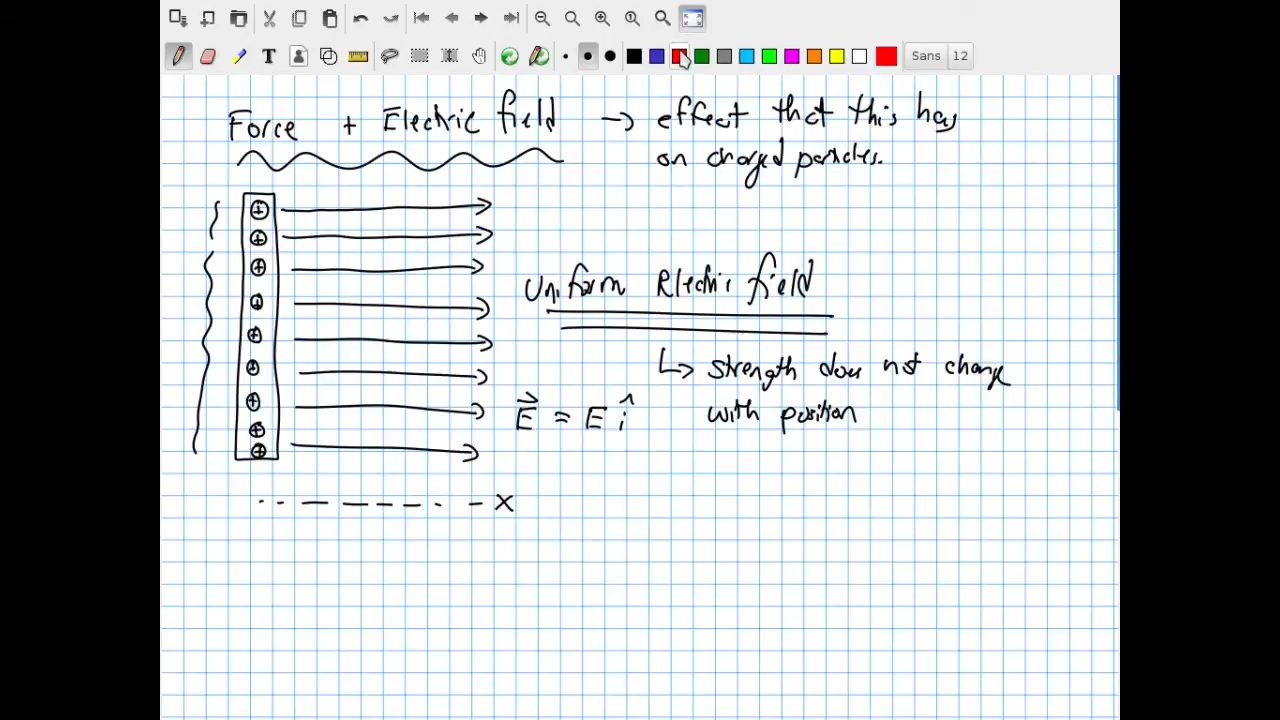 Sans 12
Force + Electric field → effect that this has
on charged particles.
Uniform Electric field
↳ strength does not change
with position
E⃗ = E î
x